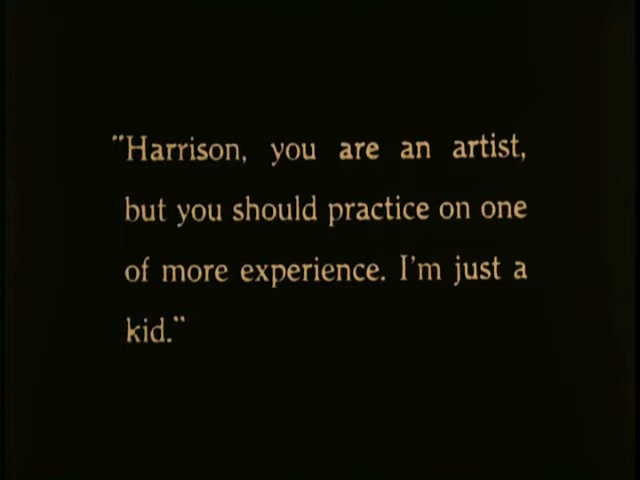 "Harrison, you are an artist,
but you should practice on one
of more experience. I'm just a
kid."